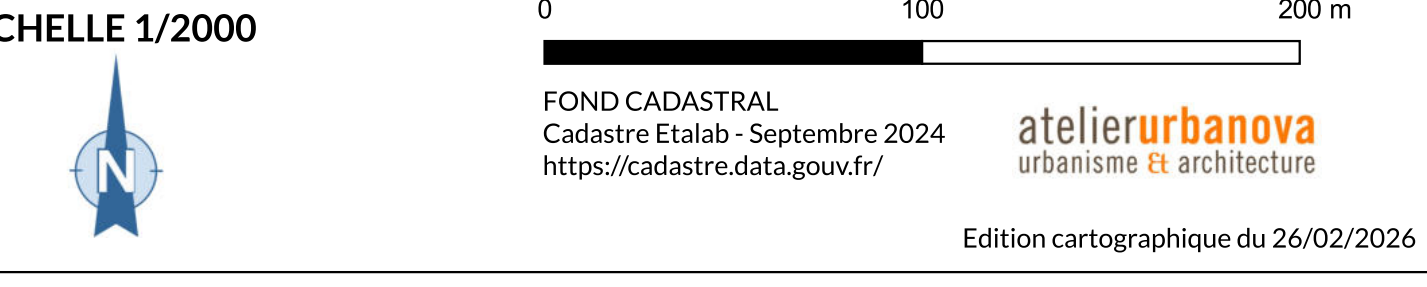 CHELLE 1/2000
0 100 200 m
N
FOND CADASTRAL
Cadastre Etalab - Septembre 2024
https://cadastre.data.gouv.fr/
atelierurbanova
urbanisme & architecture
Edition cartographique du 26/02/2026